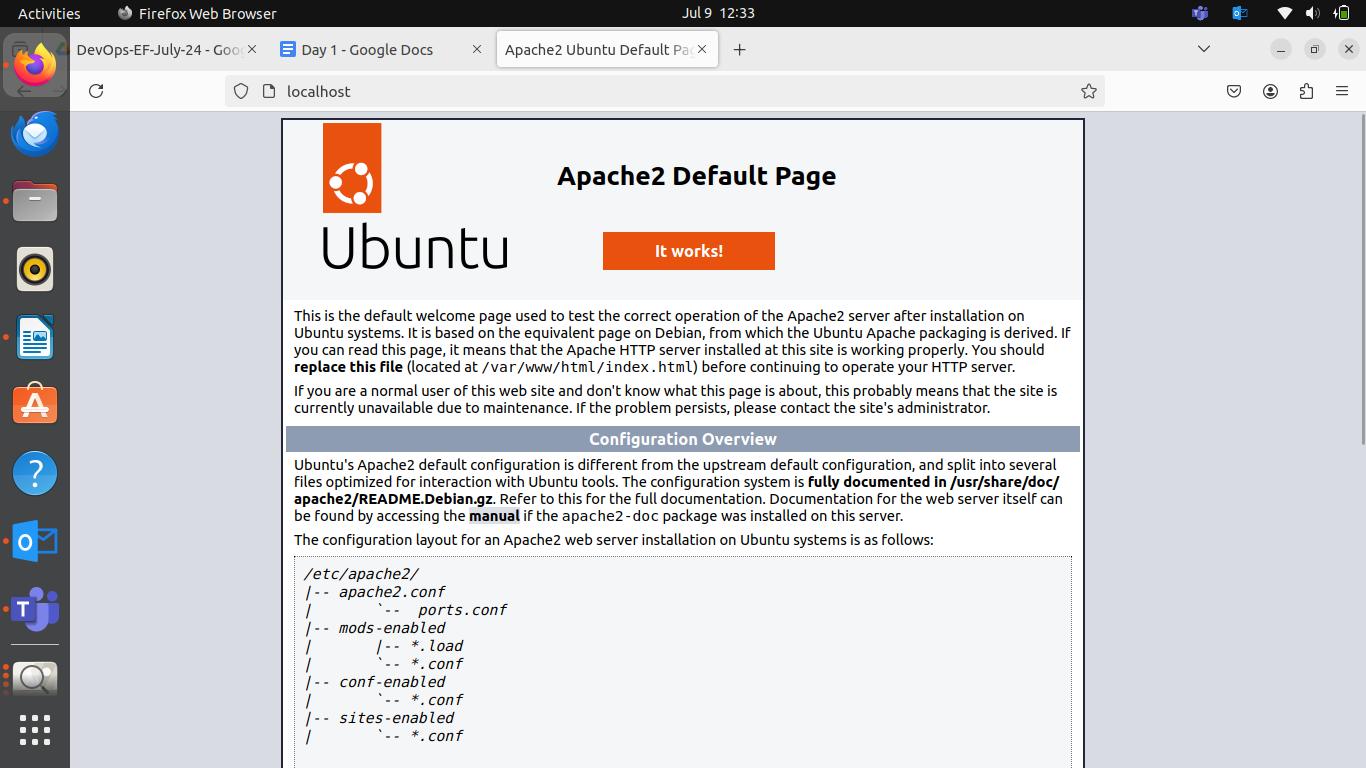 Activities
Firefox Web Browser
Jul 9 12:33
DevOps-EF-July-24 - Goo
Day 1 - Google Docs
Apache2 Ubuntu Default Pag
localhost
Apache2 Default Page
Ubuntu
It works!
This is the default welcome page used to test the correct operation of the Apache2 server after installation on
Ubuntu systems. It is based on the equivalent page on Debian, from which the Ubuntu Apache packaging is derived. If
you can read this page, it means that the Apache HTTP server installed at this site is working properly. You should
replace this file (located at /var/www/html/index.html) before continuing to operate your HTTP server.
If you are a normal user of this web site and don't know what this page is about, this probably means that the site is
currently unavailable due to maintenance. If the problem persists, please contact the site's administrator.
Configuration Overview
Ubuntu's Apache2 default configuration is different from the upstream default configuration, and split into several
files optimized for interaction with Ubuntu tools. The configuration system is fully documented in /usr/share/doc/
apache2/README.Debian.gz. Refer to this for the full documentation. Documentation for the web server itself can
be found by accessing the manual if the apache2-doc package was installed on this server.
The configuration layout for an Apache2 web server installation on Ubuntu systems is as follows:
/etc/apache2/
|-- apache2.conf
|       `--  ports.conf
|-- mods-enabled
|       |-- *.load
|       `-- *.conf
|-- conf-enabled
|       `-- *.conf
|-- sites-enabled
|       `-- *.conf